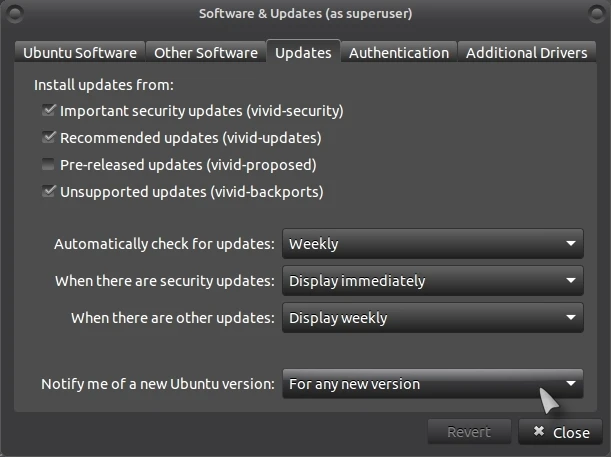 Software & Updates (as superuser)
Ubuntu Software Other Software Updates Authentication Additional Drivers
Install updates from:
Important security updates (vivid-security)
Recommended updates (vivid-updates)
Pre-released updates (vivid-proposed)
Unsupported updates (vivid-backports)
Automatically check for updates: Weekly
When there are security updates: Display immediately
When there are other updates: Display weekly
Notify me of a new Ubuntu version: For any new version
Revert Close